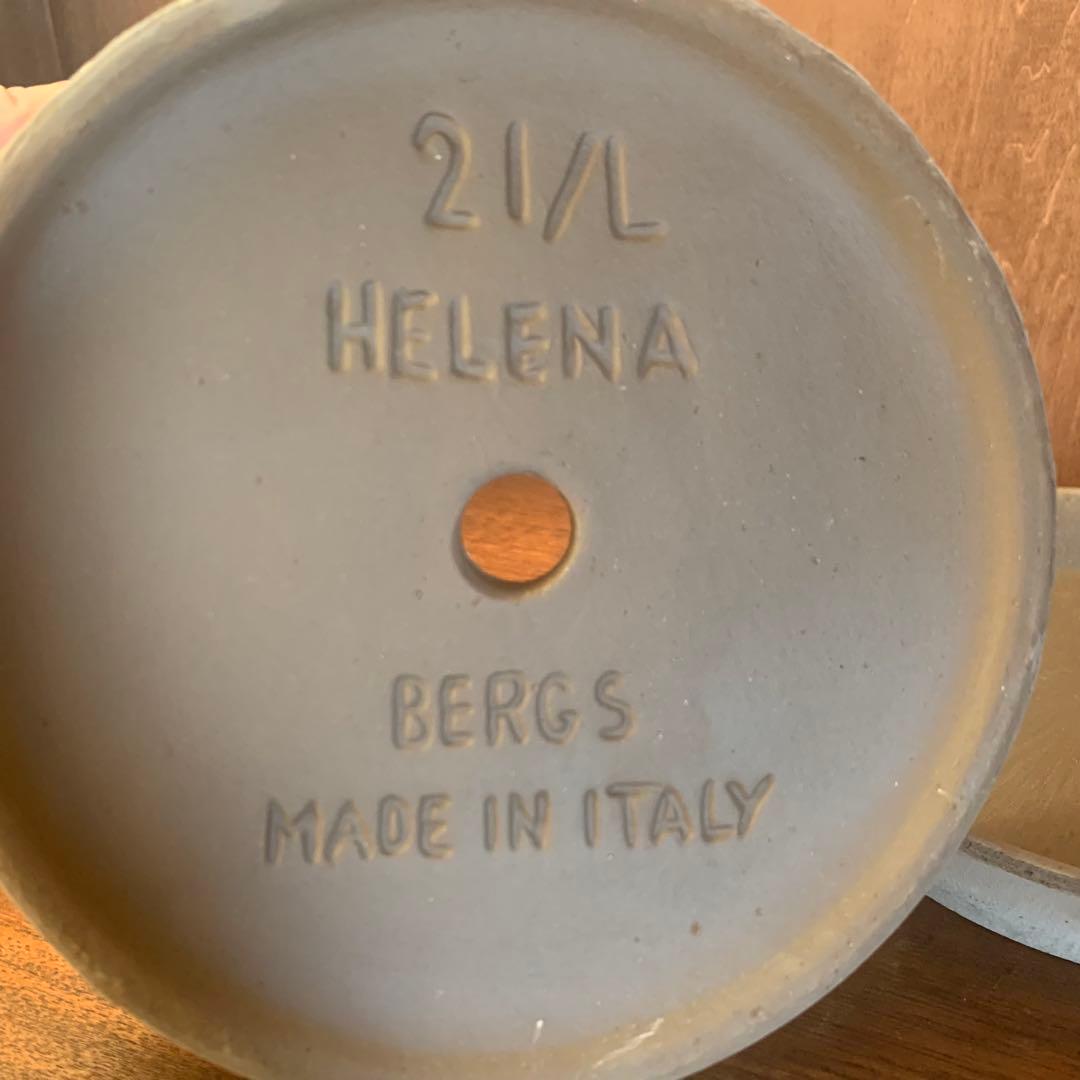 21/L
HELENA
BERGS
MADE IN ITALY